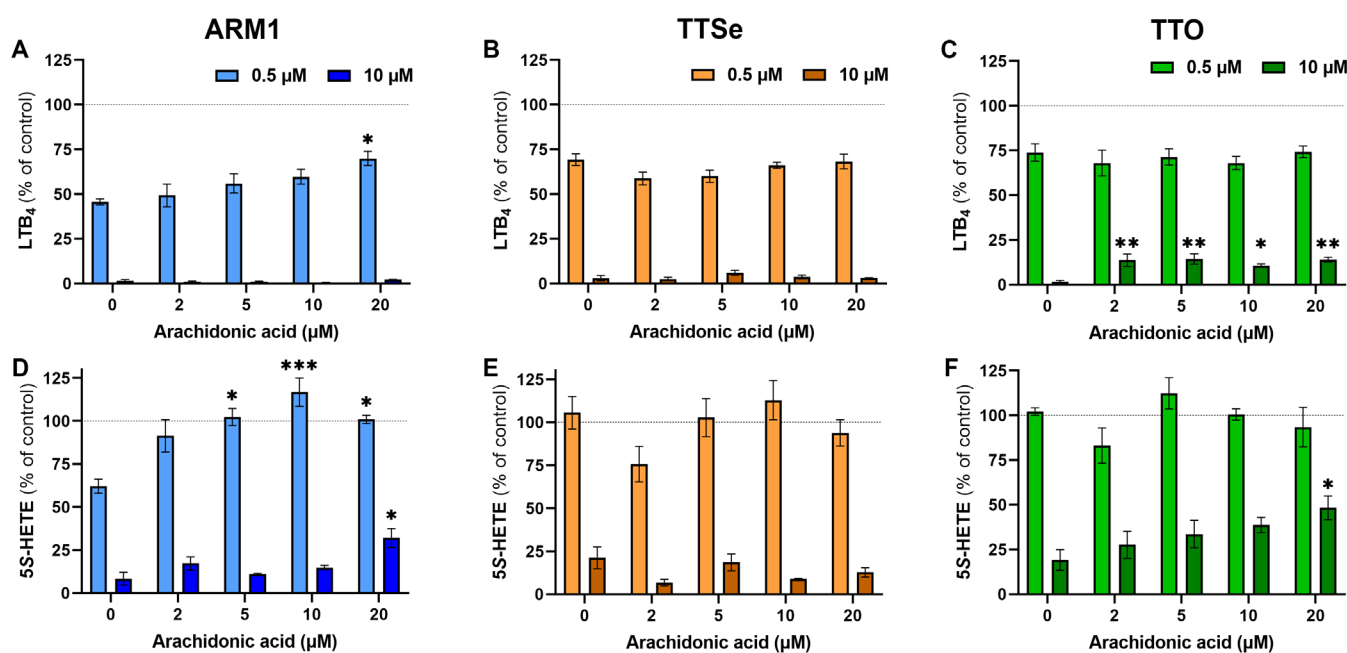 ARM1
TTSe
TTO
A
0.5 µM 10 µM
LTB4 (% of control)
125
100
75
50
25
0
*
0 2 5 10 20
Arachidonic acid (µM)
B
0.5 µM 10 µM
LTB4 (% of control)
125
100
75
50
25
0
0 2 5 10 20
Arachidonic acid (µM)
C
0.5 µM 10 µM
LTB4 (% of control)
125
100
75
50
25
0
** ** * **
0 2 5 10 20
Arachidonic acid (µM)
D
5S-HETE (% of control)
125
100
75
50
25
0
* *** * *
0 2 5 10 20
Arachidonic acid (µM)
E
5S-HETE (% of control)
125
100
75
50
25
0
0 2 5 10 20
Arachidonic acid (µM)
F
5S-HETE (% of control)
125
100
75
50
25
0
*
0 2 5 10 20
Arachidonic acid (µM)